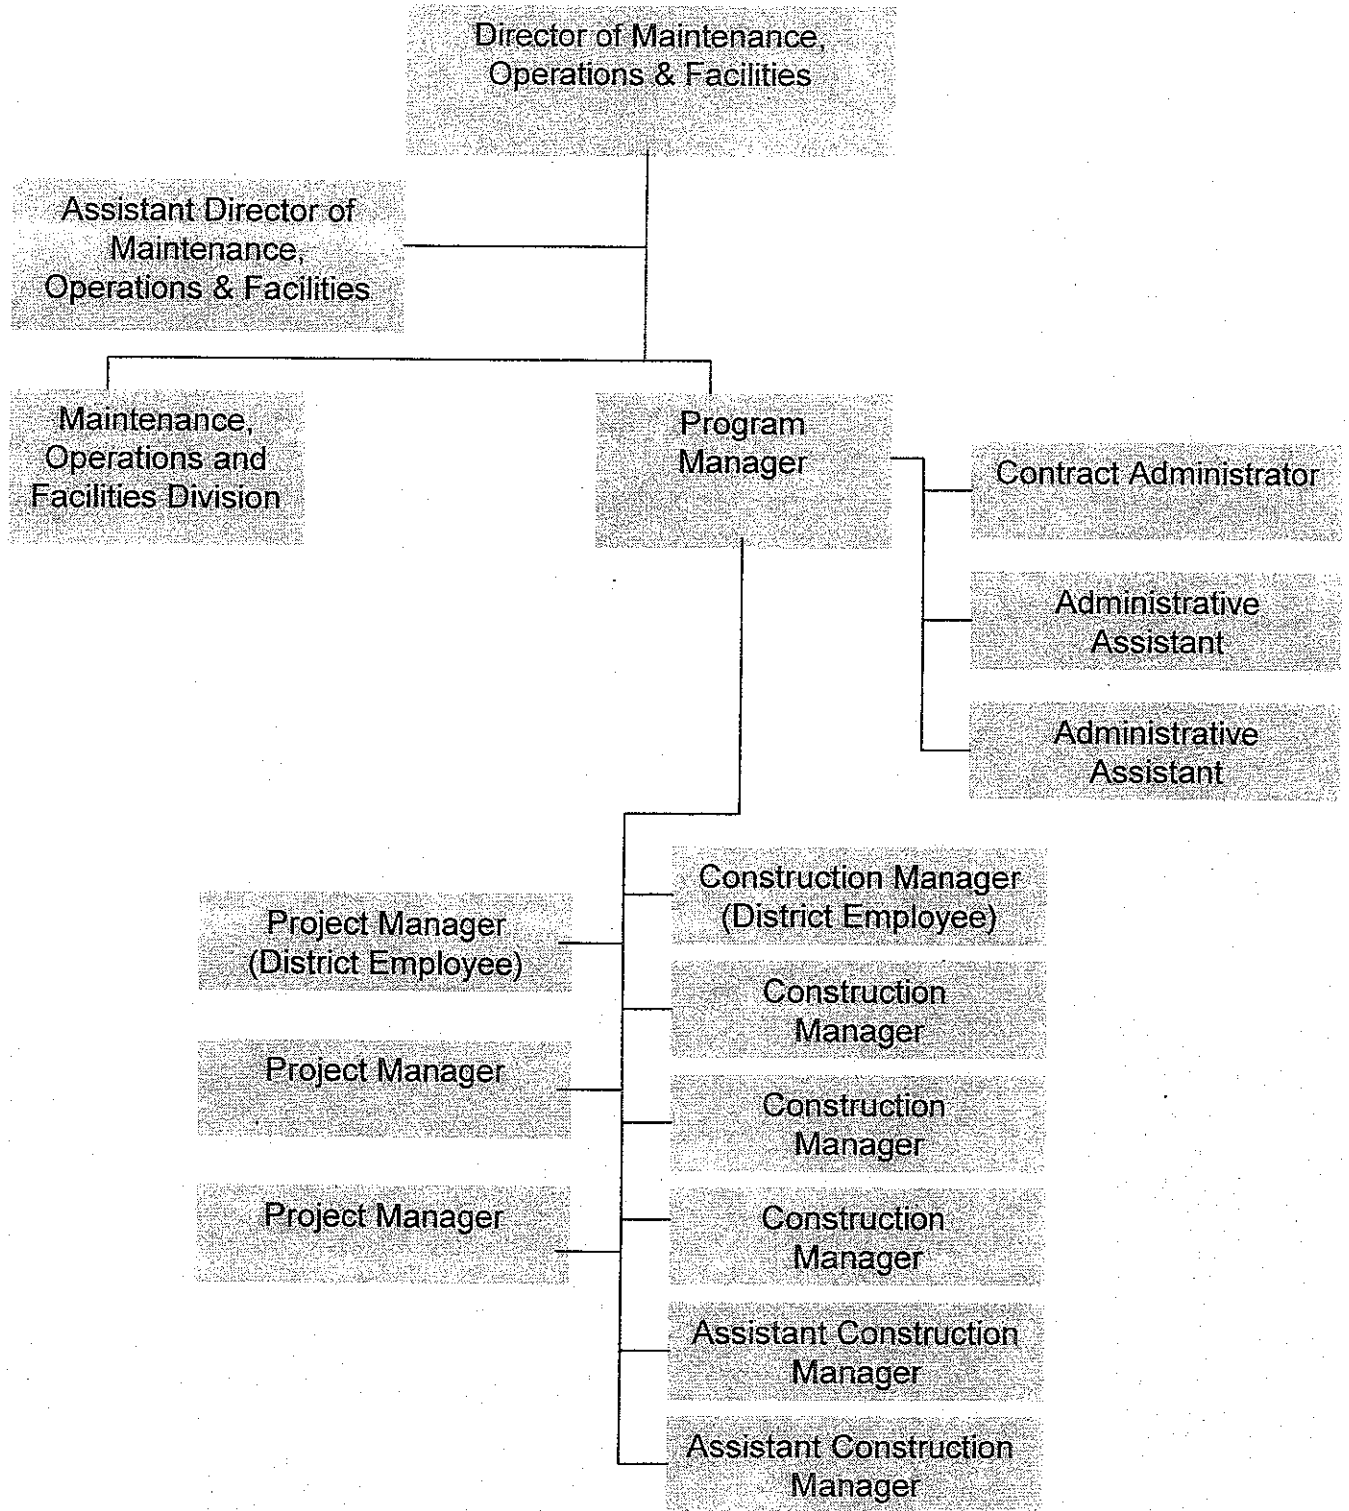 Director of Maintenance,
Operations & Facilities
Assistant Director of
Maintenance,
Operations & Facilities
Maintenance,
Operations and
Facilities Division
Program
Manager
Contract Administrator
Administrative
Assistant
Administrative
Assistant
Project Manager
(District Employee)
Project Manager
Project Manager
Construction Manager
(District Employee)
Construction
Manager
Construction
Manager
Construction
Manager
Assistant Construction
Manager
Assistant Construction
Manager